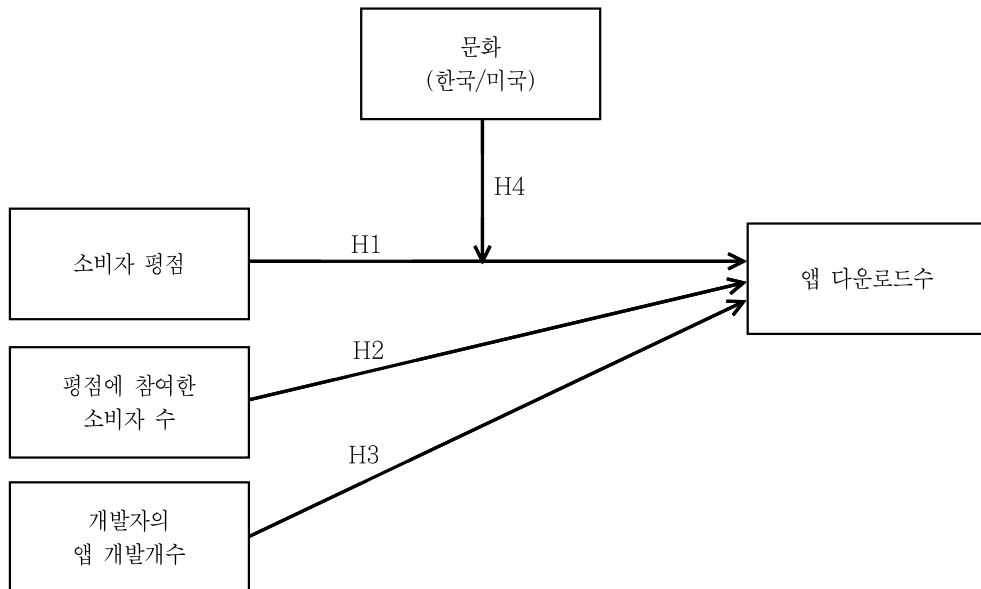 문화
(한국/미국)
H4
소비자 평점
H1
앱 다운로드수
평점에 참여한
소비자 수
H2
개발자의
앱 개발개수
H3